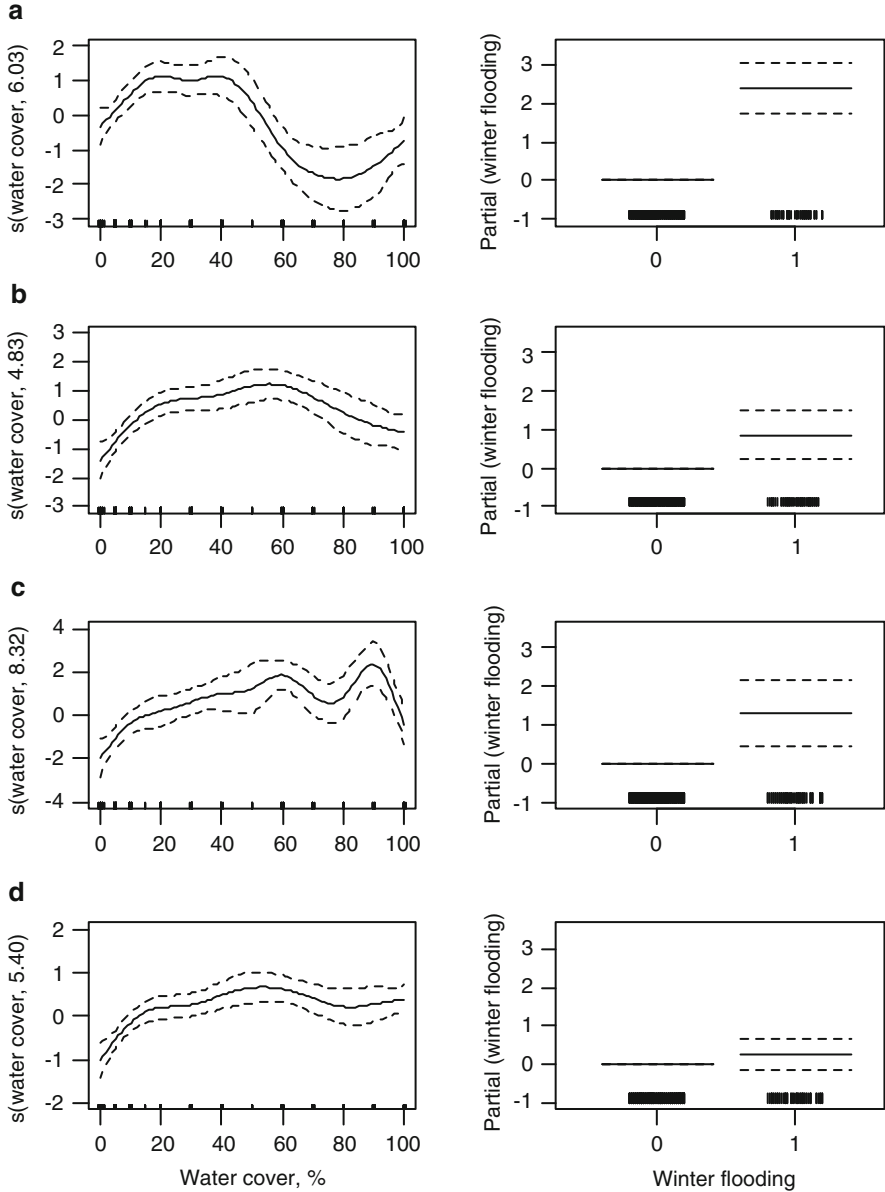 a
s(water cover, 6.03)
2
1
0
-1
-2
-3
0 20 40 60 80 100
Partial (winter flooding)
3
2
1
0
-1
0 1
b
s(water cover, 4.83)
3
2
1
0
-1
-2
-3
0 20 40 60 80 100
Partial (winter flooding)
3
2
1
0
-1
0 1
c
s(water cover, 8.32)
4
2
0
-2
-4
0 20 40 60 80 100
Partial (winter flooding)
3
2
1
0
-1
0 1
d
s(water cover, 5.40)
2
1
0
-1
-2
0 20 40 60 80 100
Water cover, %
Partial (winter flooding)
3
2
1
0
-1
0 1
Winter flooding